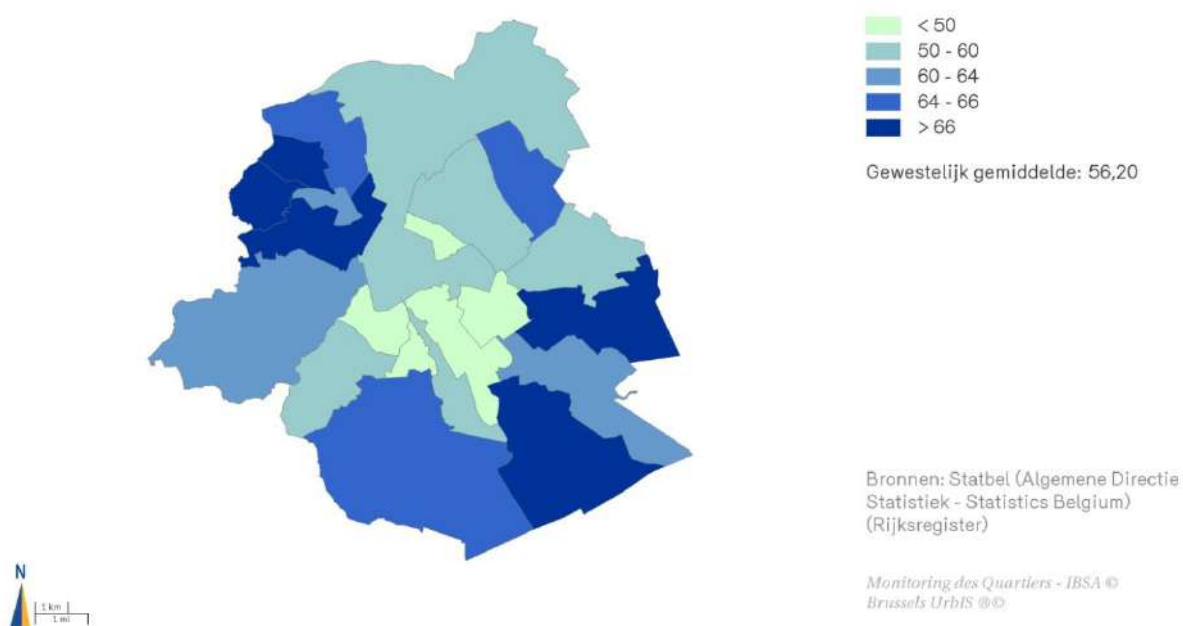 < 50
50 - 60
60 - 64
64 - 66
> 66
Gewestelijk gemiddelde: 56,20
Bronnen: Statbel (Algemene Directie
Statistiek - Statistics Belgium)
(Rijksregister)
Monitoring des Quartiers - IBSA ©
Brussels UrbIS ®©
N
1 km
1 mi